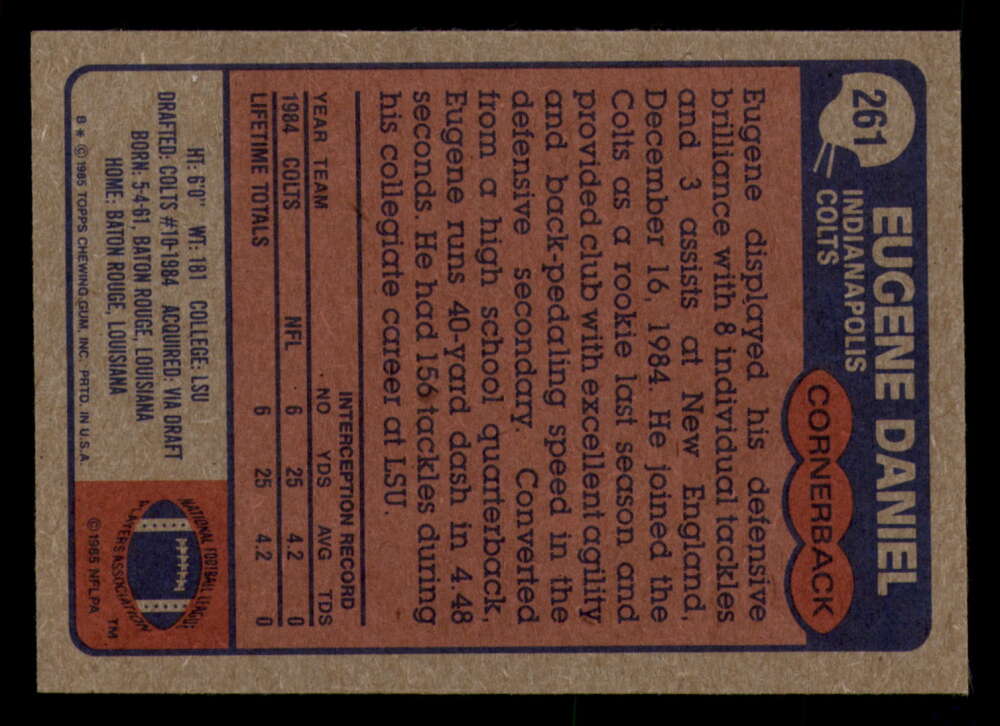 261
EUGENE DANIEL
INDIANAPOLIS
COLTS
CORNERBACK
Eugene displayed his defensive
brilliance with 8 individual tackles
and 3 assists at New England,
December 16, 1984. He joined the
Colts as a rookie last season and
provided club with excellent agility
and back-pedaling speed in the
defensive secondary. Converted
from a high school quarterback,
Eugene runs 40-yard dash in 4.48
seconds. He had 156 tackles during
his collegiate career at LSU.
INTERCEPTION RECORD
YEAR TEAM NO YDS AVG TDS
1984 COLTS NFL 6 25 4.2 0
LIFETIME TOTALS 6 25 4.2 0
HT: 6'0" WT: 181 COLLEGE: LSU
DRAFTED: COLTS #10-1984 ACQUIRED: VIA DRAFT
BORN: 5-4-61, BATON ROUGE, LOUISIANA
HOME: BATON ROUGE, LOUISIANA
B * © 1985 TOPPS CHEWING GUM, INC. PRTD. IN U.S.A.
NATIONAL FOOTBALL LEAGUE
PLAYERS ASSOCIATION
TM
© 1985 NFLPA